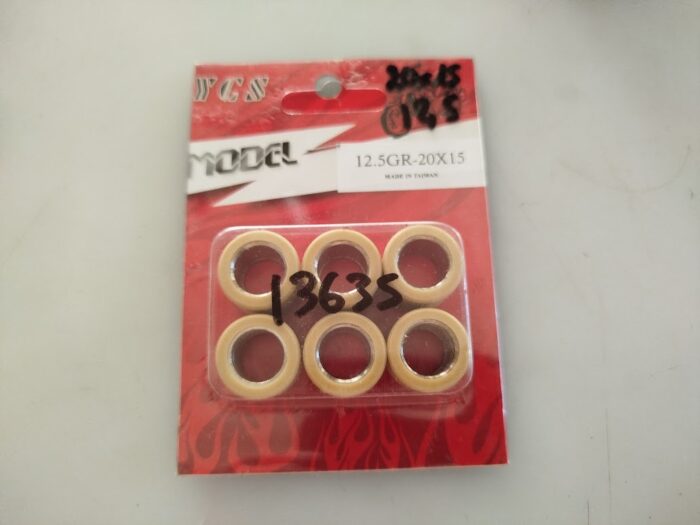 YCS
20x15
12,5
MODEL
12.5GR-20X15
MADE IN TAIWAN
13635